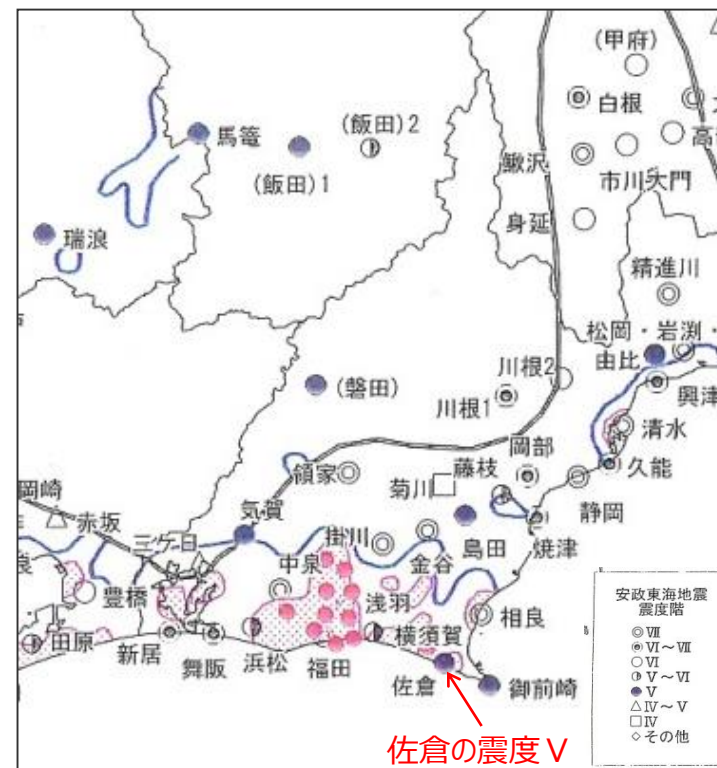 (甲府)
白根
馬篭
(飯田)2
(飯田)1
鰍沢
市川大門
身延
瑞浪
精進川
松岡・岩渕・
由比
川根2
(磐田)
川根1
興津
清水
岡部
久能
領家
菊川
藤枝
静岡
岡崎
赤坂
気賀
三ケ日
掛川
島田
焼津
中泉
金谷
豊橋
浅羽
相良
田原
新居
舞阪
浜松
福田
横須賀
佐倉
御前崎
佐倉の震度Ⅴ
安政東海地震
震度階
◎Ⅶ
Ⅵ～Ⅶ
○Ⅵ
Ⅴ～Ⅵ
●Ⅴ
△Ⅳ～Ⅴ
□Ⅳ
◇その他